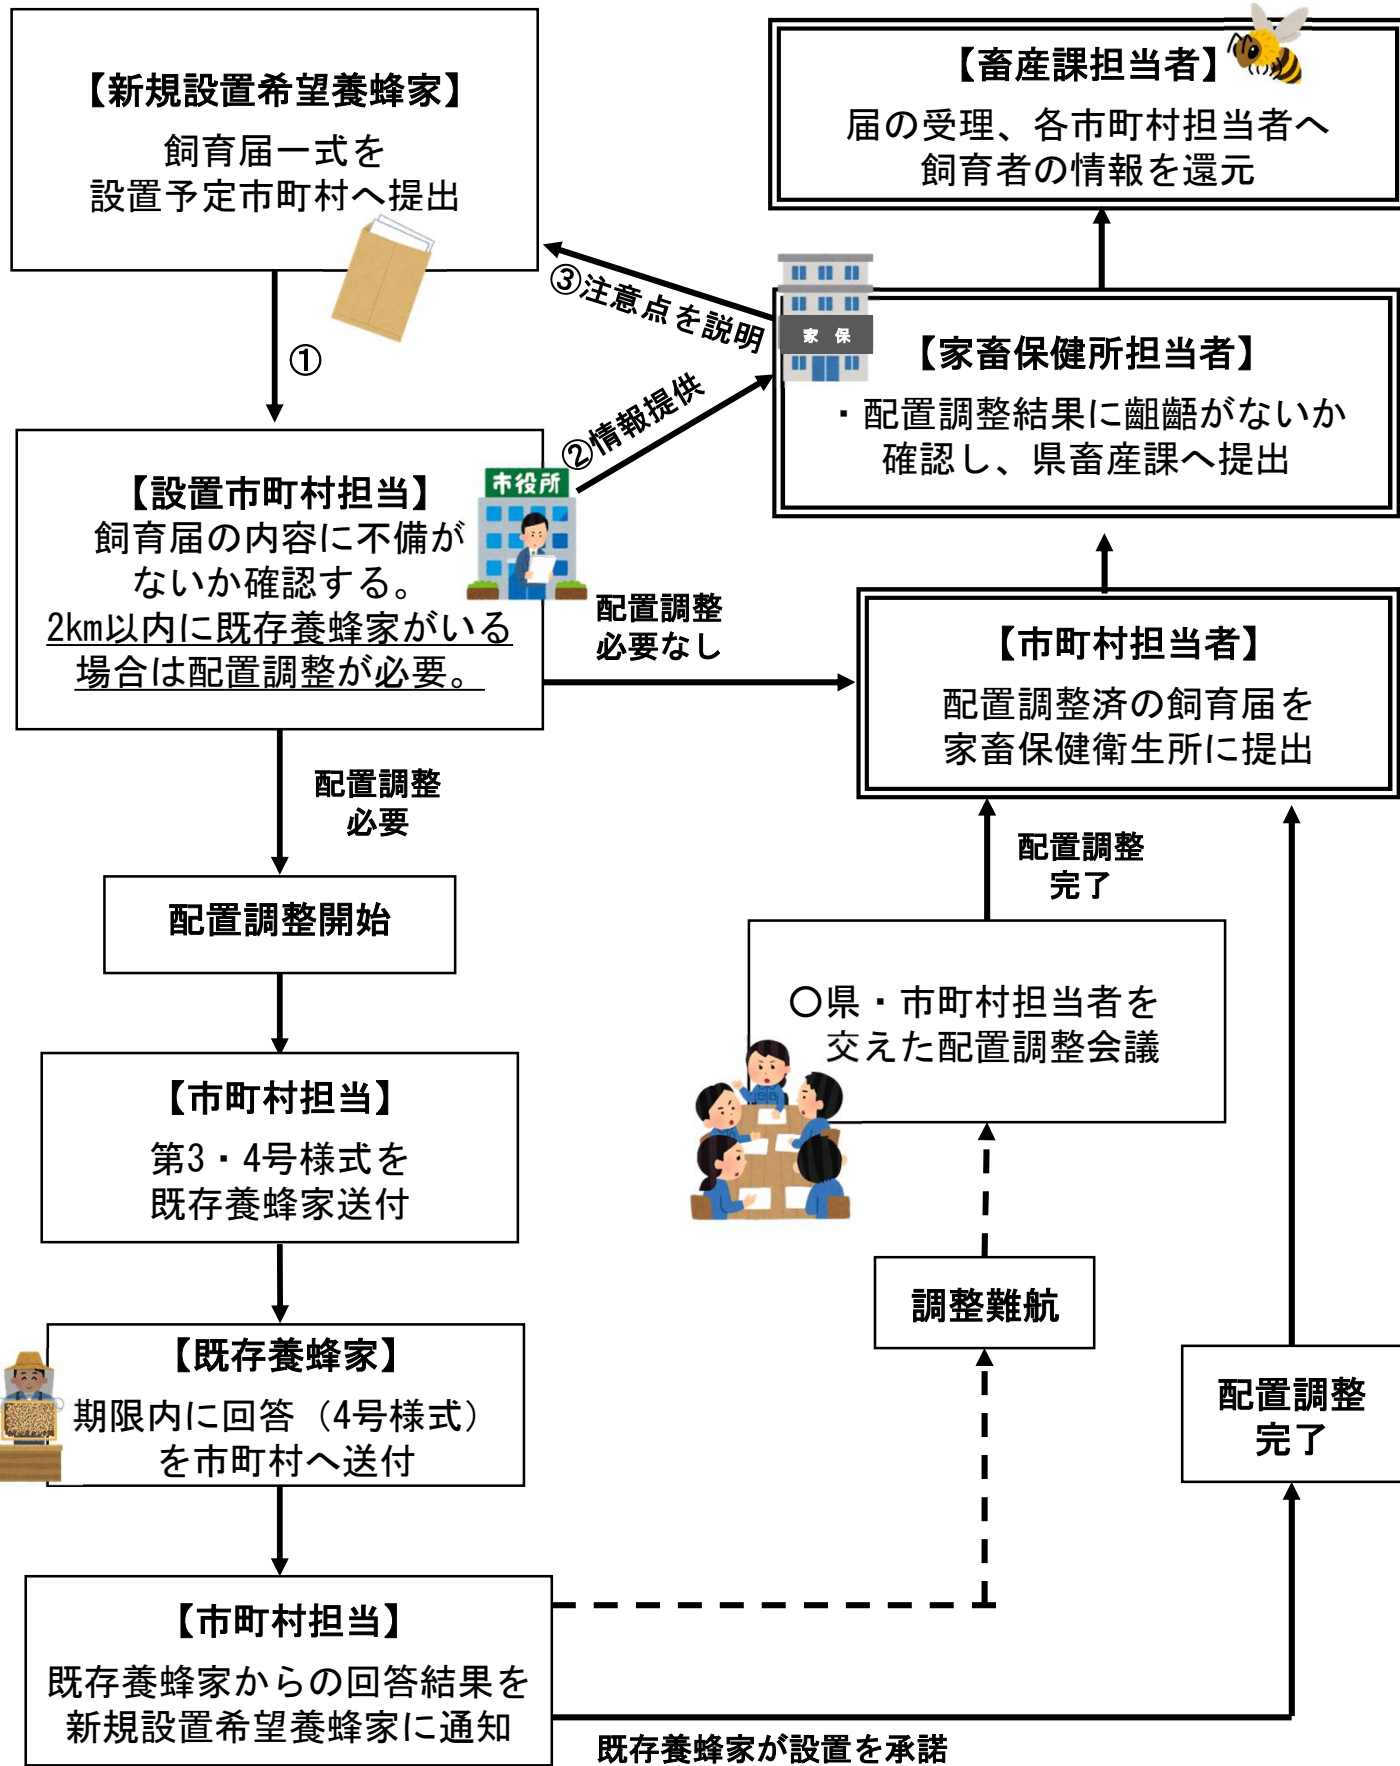 【新規設置希望養蜂家】
飼育届一式を
設置予定市町村へ提出
①
【畜産課担当者】
届の受理、各市町村担当者へ
飼育者の情報を還元
③注意点を説明
②情報提供
家 保
【家畜保健所担当者】
・配置調整結果に齟齬がないか
確認し、県畜産課へ提出
【設置市町村担当】
飼育届の内容に不備が
ないか確認する。
2km以内に既存養蜂家がいる
場合は配置調整が必要。
市役所
配置調整
必要なし
【市町村担当者】
配置調整済の飼育届を
家畜保健衛生所に提出
配置調整
必要
配置調整開始
【市町村担当】
第3・4号様式を
既存養蜂家送付
【既存養蜂家】
期限内に回答（4号様式）
を市町村へ送付
【市町村担当】
既存養蜂家からの回答結果を
新規設置希望養蜂家に通知
配置調整
完了
〇県・市町村担当者を
交えた配置調整会議
調整難航
配置調整
完了
既存養蜂家が設置を承諾